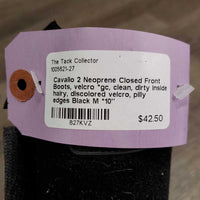 The Tack Collector
1005621-27
Cavallo 2 Neoprene Closed Front
Boots, velcro *gc, clean, dirty inside
hairy, discolored velcro, pilly
edges Black M *10"
827KVZ
$42.50